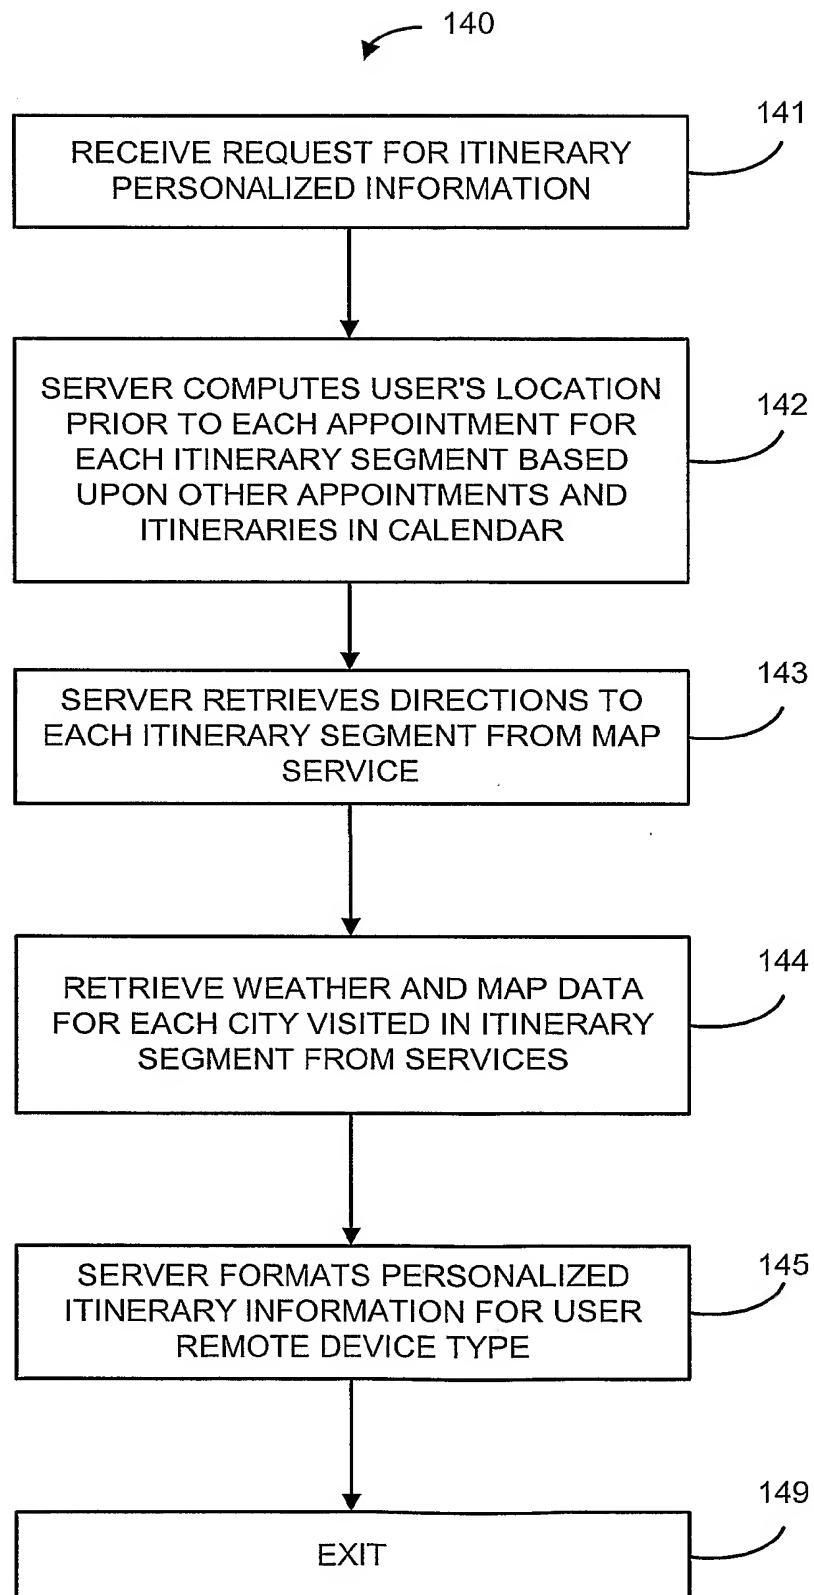 140
141
RECEIVE REQUEST FOR ITINERARY
PERSONALIZED INFORMATION
142
SERVER COMPUTES USER'S LOCATION
PRIOR TO EACH APPOINTMENT FOR
EACH ITINERARY SEGMENT BASED
UPON OTHER APPOINTMENTS AND
ITINERARIES IN CALENDAR
143
SERVER RETRIEVES DIRECTIONS TO
EACH ITINERARY SEGMENT FROM MAP
SERVICE
144
RETRIEVE WEATHER AND MAP DATA
FOR EACH CITY VISITED IN ITINERARY
SEGMENT FROM SERVICES
145
SERVER FORMATS PERSONALIZED
ITINERARY INFORMATION FOR USER
REMOTE DEVICE TYPE
149
EXIT